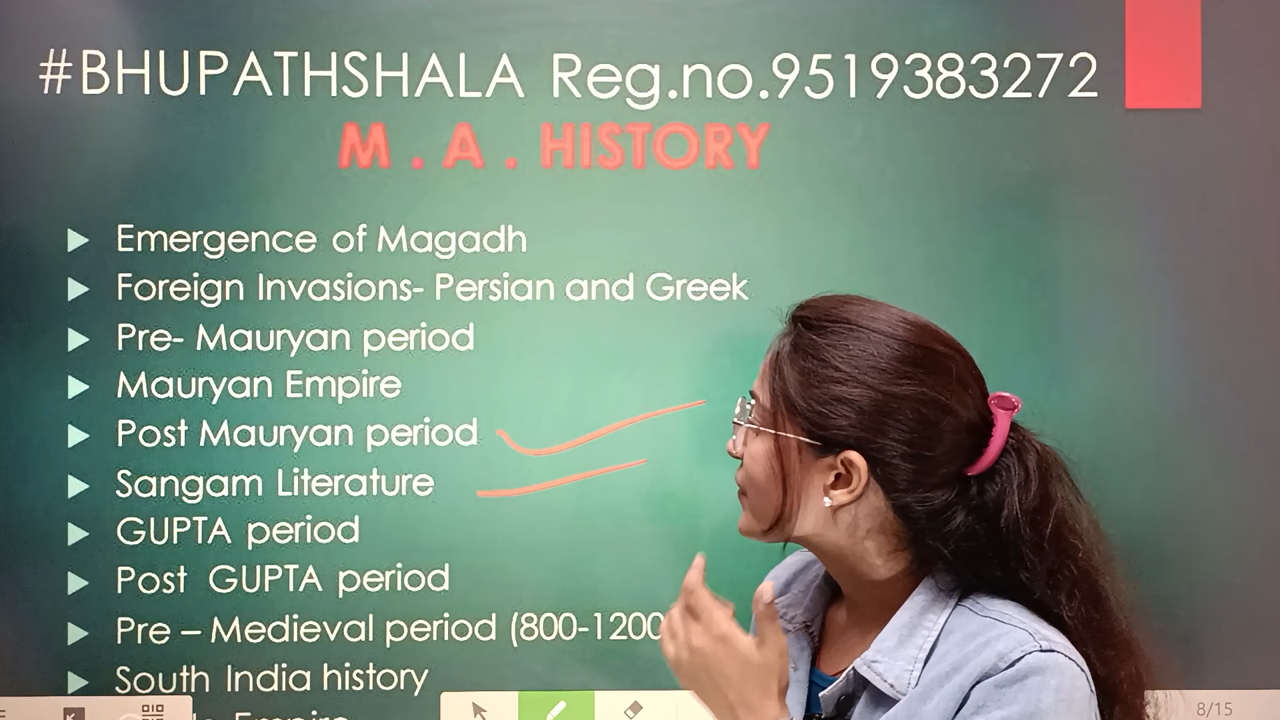 #BHUPATHSHALA Reg.no.9519383272
M . A . HISTORY
Emergence of Magadh
Foreign Invasions- Persian and Greek
Pre- Mauryan period
Mauryan Empire
Post Mauryan period
Sangam Literature
GUPTA period
Post GUPTA period
Pre – Medieval period (800-1200
South India history
Empire
8/15